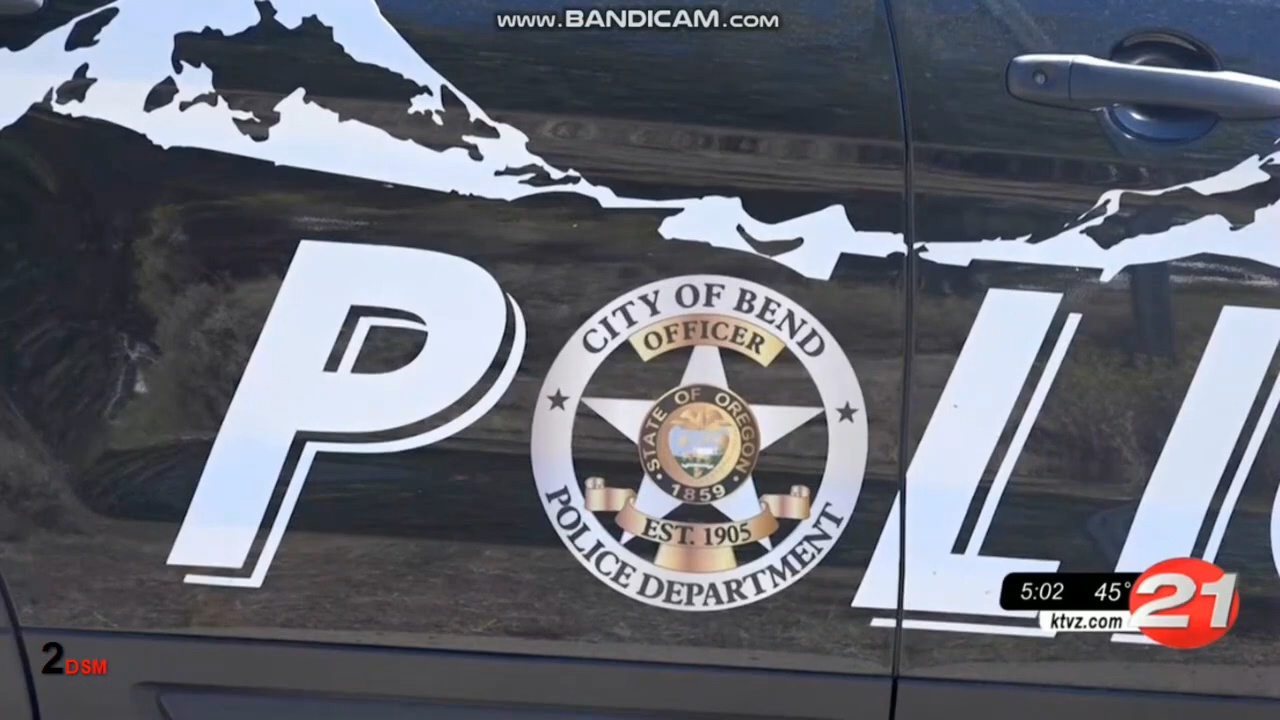 www.BANDICAM.com
CITY OF BEND
OFFICER
STATE OF OREGON
1859
EST. 1905
POLICE DEPARTMENT
POLIC
5:02 45°
ktvz.com
21
2DSM